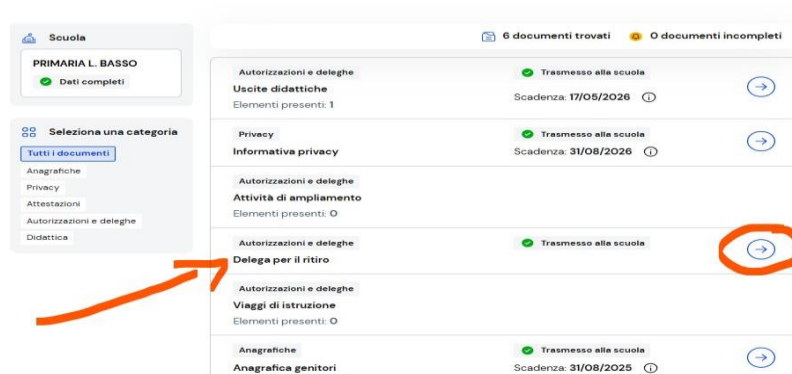 Scuola
PRIMARIA L. BASSO
Dati completi
Seleziona una categoria
Tutti i documenti
Anagrafiche
Privacy
Attestazioni
Autorizzazioni e deleghe
Didattica
6 documenti trovati 0 documenti incompleti
Autorizzazioni e deleghe Trasmesso alla scuola
Uscite didattiche Scadenza: 17/05/2026
Elementi presenti: 1
Privacy Trasmesso alla scuola
Informativa privacy Scadenza: 31/08/2026
Autorizzazioni e deleghe
Attività di ampliamento
Elementi presenti: 0
Autorizzazioni e deleghe Trasmesso alla scuola
Delega per il ritiro
Autorizzazioni e deleghe
Viaggi di istruzione
Elementi presenti: 0
Anagrafiche Trasmesso alla scuola
Anagrafica genitori Scadenza: 31/08/2025